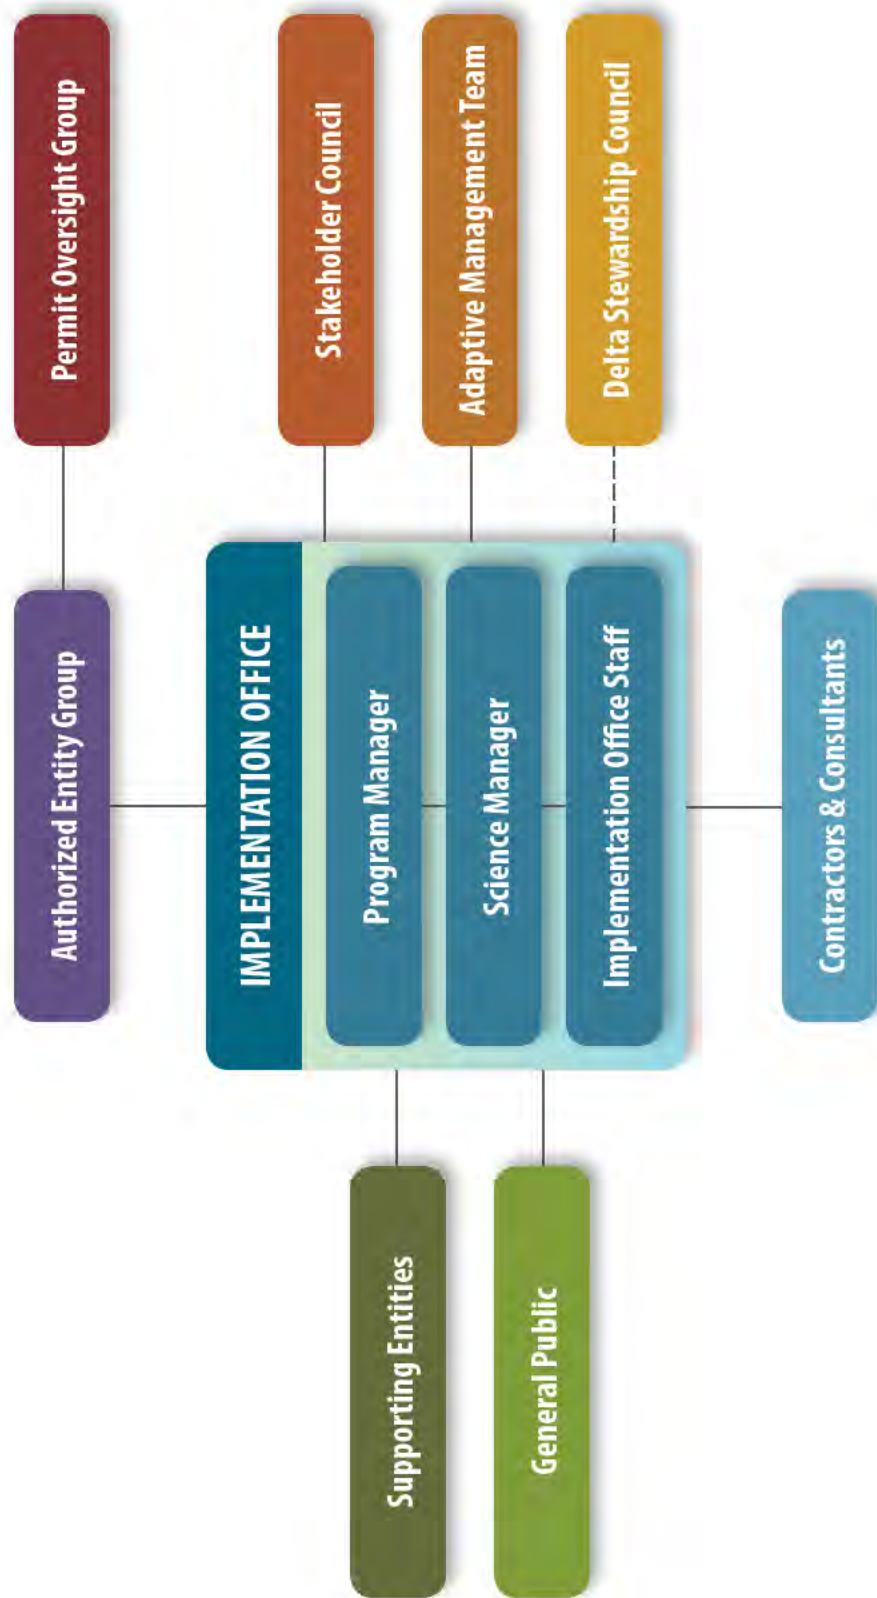 Authorized Entity Group
Permit Oversight Group
IMPLEMENTATION OFFICE
Program Manager
Science Manager
Implementation Office Staff
Stakeholder Council
Adaptive Management Team
Delta Stewardship Council
Supporting Entities
General Public
Contractors & Consultants